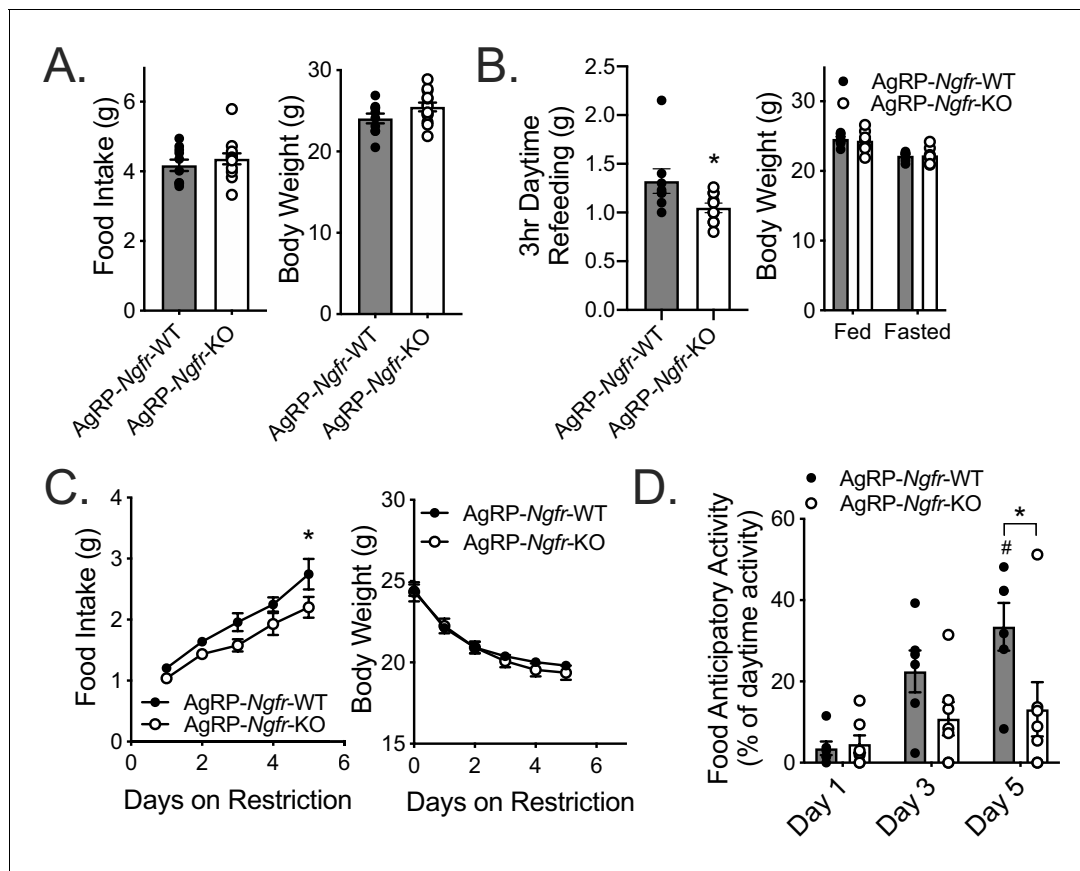 A.
Food Intake (g)
6
4
2
0
AgRP-Ngfr-WT
AgRP-Ngfr-KO
Body Weight (g)
30
20
10
0
AgRP-Ngfr-WT
AgRP-Ngfr-KO
B.
3hr Daytime
Refeeding (g)
2.5
2.0
1.5
1.0
0.5
0.0
*
AgRP-Ngfr-WT
AgRP-Ngfr-KO
Body Weight (g)
30
20
10
0
AgRP-Ngfr-WT
AgRP-Ngfr-KO
Fed
Fasted
C.
Food Intake (g)
4
3
2
1
0
*
AgRP-Ngfr-WT
AgRP-Ngfr-KO
0 2 4 6
Days on Restriction
Body Weight (g)
30
25
20
15
AgRP-Ngfr-WT
AgRP-Ngfr-KO
0 2 4 6
Days on Restriction
D.
AgRP-Ngfr-WT
AgRP-Ngfr-KO
Food Anticipatory Activity
(% of daytime activity)
60
40
20
0
*
#
Day 1
Day 3
Day 5